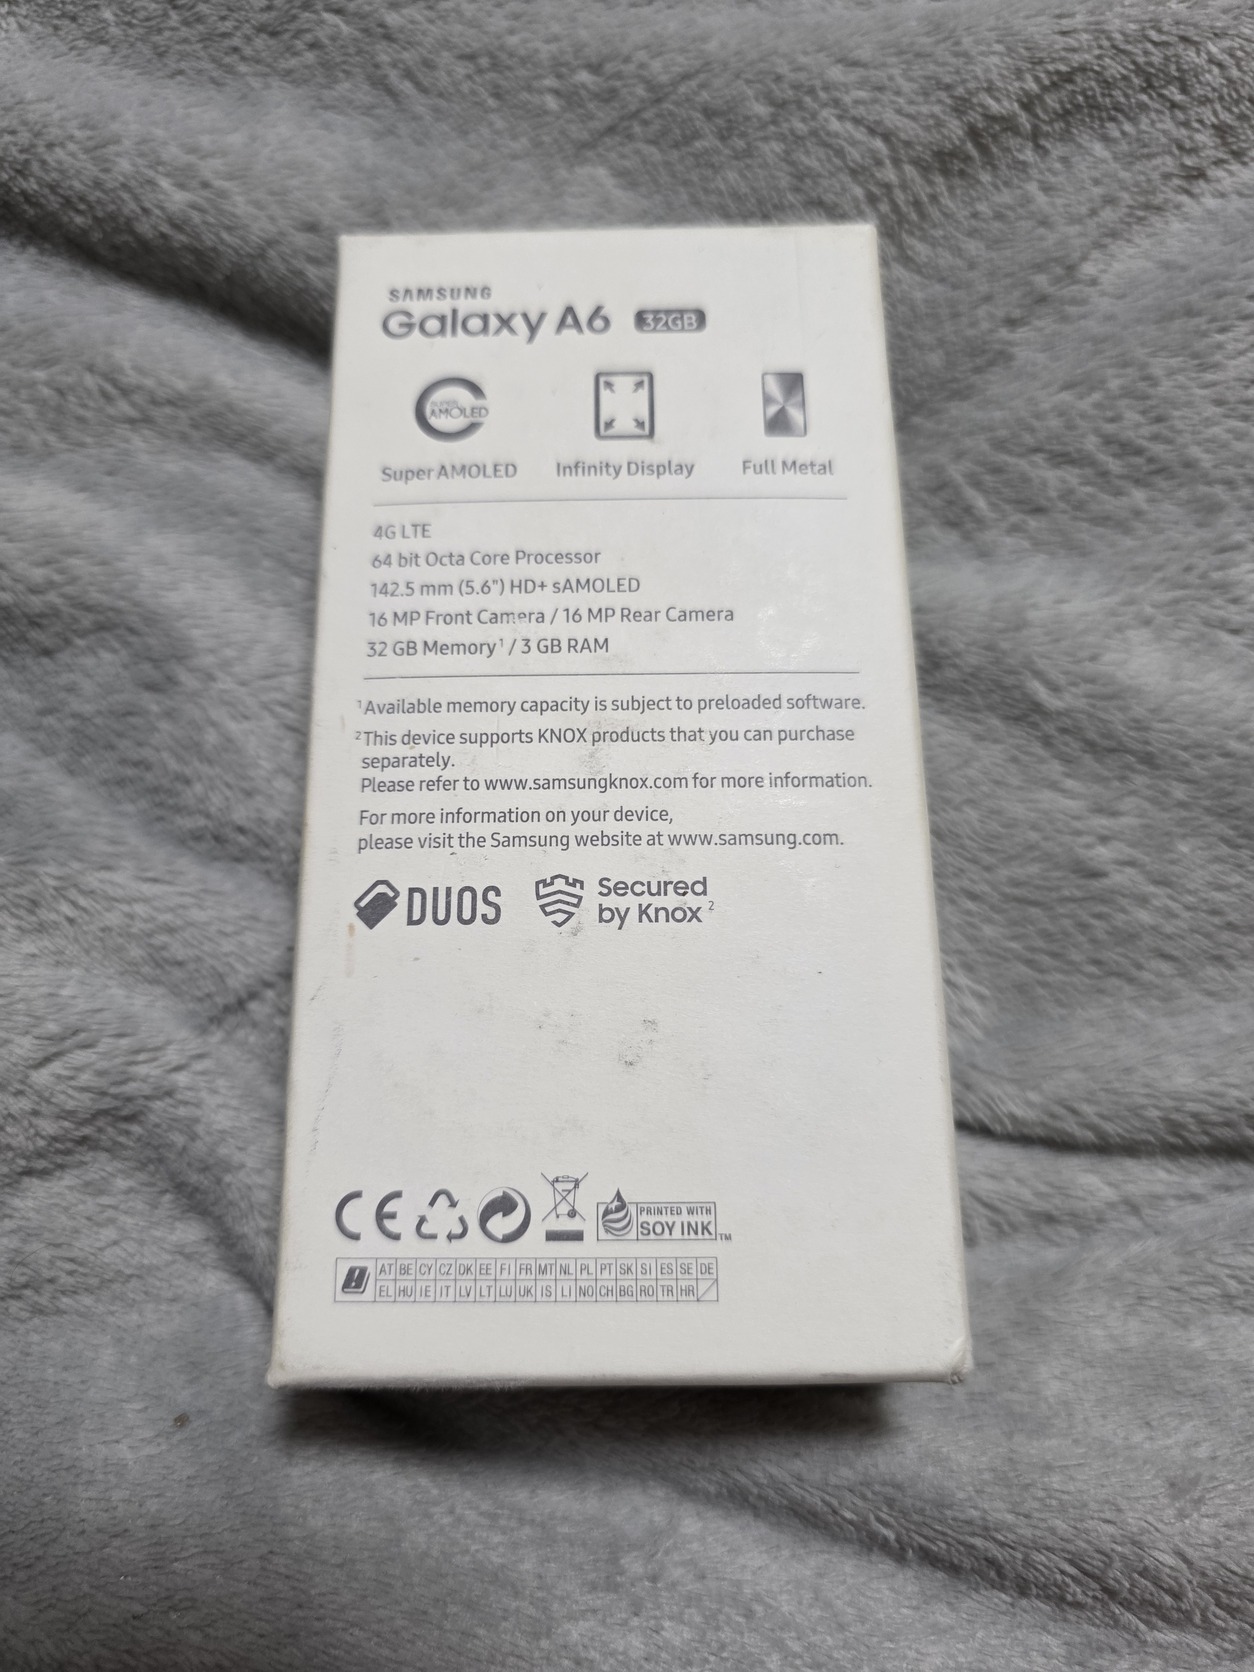 SAMSUNG
Galaxy A6 32GB
SUPER
AMOLED
Super AMOLED Infinity Display Full Metal
4G LTE
64 bit Octa Core Processor
142.5 mm (5.6") HD+ sAMOLED
16 MP Front Camera / 16 MP Rear Camera
32 GB Memory¹ / 3 GB RAM
¹Available memory capacity is subject to preloaded software.
²This device supports KNOX products that you can purchase
separately.
Please refer to www.samsungknox.com for more information.
For more information on your device,
please visit the Samsung website at www.samsung.com.
DUOS Secured
by Knox²
CE PRINTED WITH
SOY INK™
AT BE CY CZ DK EE FI FR MT NL PL PT SK SI ES SE DE
EL HU IE IT LV LT LU UK IS LI NO CH BG RO TR HR